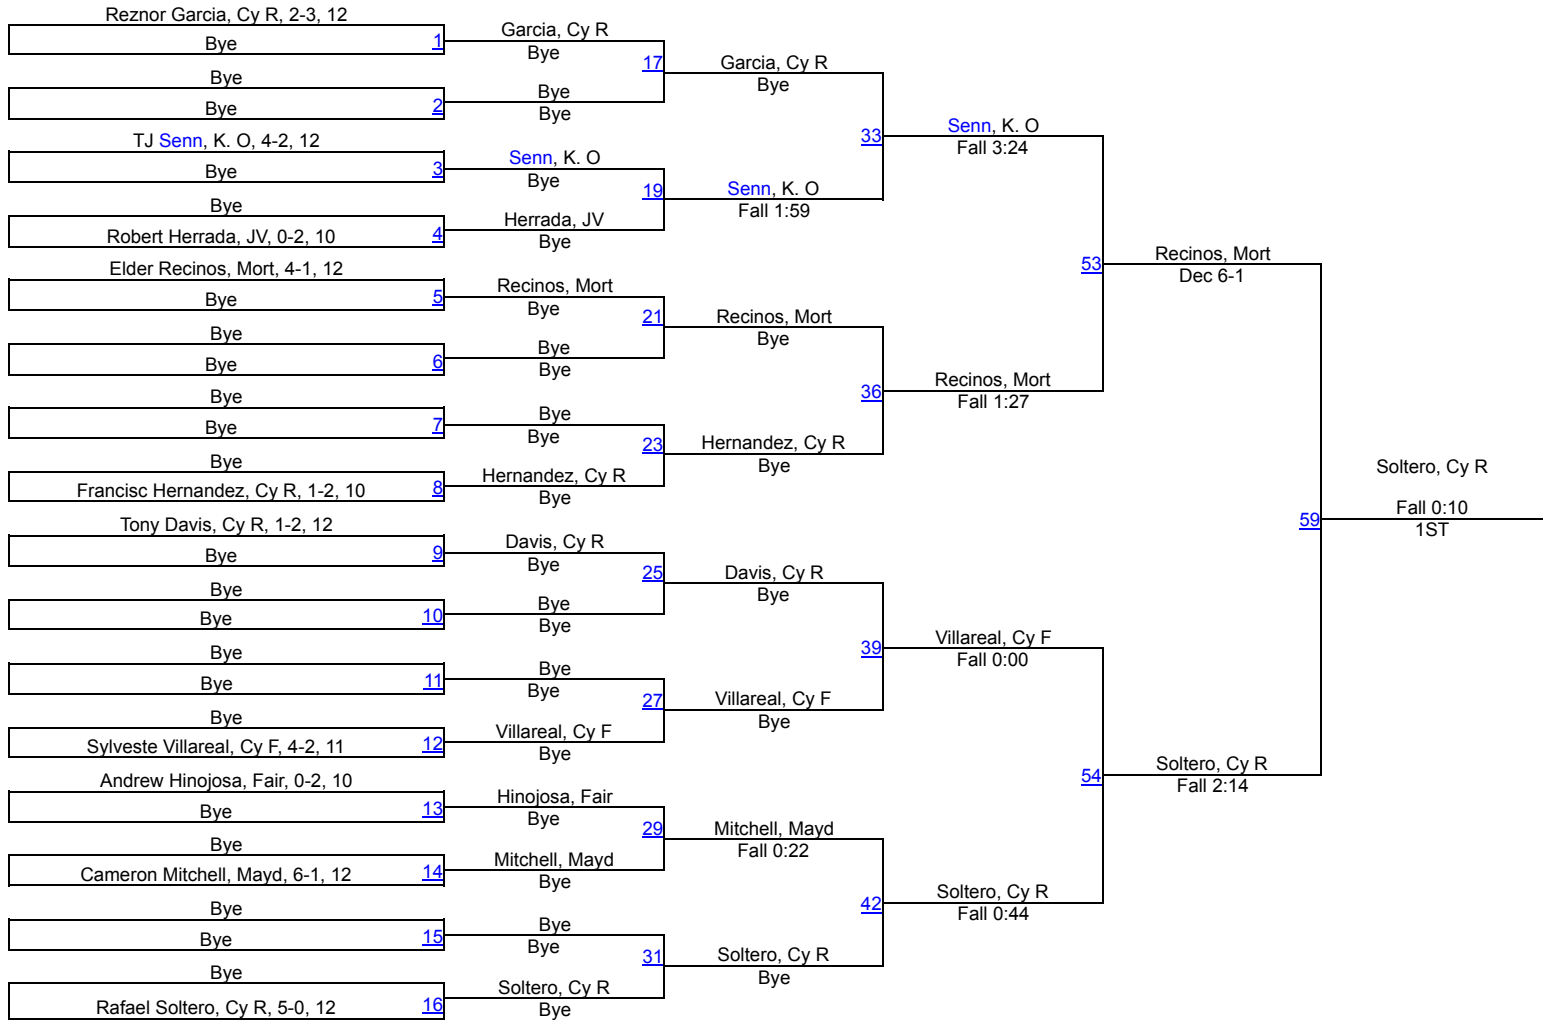 Reznor Garcia, Cy R, 2-3, 12
Bye
1
Bye
Bye
2
TJ Senn, K. O, 4-2, 12
Bye
3
Bye
Robert Herrada, JV, 0-2, 10
4
Elder Recinos, Mort, 4-1, 12
Bye
5
Bye
Bye
6
Bye
Bye
7
Bye
Francisc Hernandez, Cy R, 1-2, 10
8
Tony Davis, Cy R, 1-2, 12
Bye
9
Bye
Bye
10
Bye
Bye
11
Bye
Sylveste Villareal, Cy F, 4-2, 11
12
Andrew Hinojosa, Fair, 0-2, 10
Bye
13
Bye
Cameron Mitchell, Mayd, 6-1, 12
14
Bye
Bye
15
Bye
Rafael Soltero, Cy R, 5-0, 12
16
Garcia, Cy R
Bye
17
Bye
Bye
Senn, K. O
Bye
19
Herrada, JV
Bye
Recinos, Mort
Bye
21
Bye
Bye
Bye
Bye
23
Hernandez, Cy R
Bye
Davis, Cy R
Bye
25
Bye
Bye
Bye
Bye
27
Villareal, Cy F
Bye
Hinojosa, Fair
Bye
29
Mitchell, Mayd
Bye
Bye
Bye
31
Soltero, Cy R
Bye
Garcia, Cy R
Bye
33
Senn, K. O
Fall 1:59
Recinos, Mort
Bye
36
Hernandez, Cy R
Bye
Davis, Cy R
Bye
39
Villareal, Cy F
Bye
Mitchell, Mayd
Fall 0:22
42
Soltero, Cy R
Bye
Senn, K. O
Fall 3:24
53
Recinos, Mort
Fall 1:27
Villareal, Cy F
Fall 0:00
54
Soltero, Cy R
Fall 0:44
Recinos, Mort
Dec 6-1
59
Soltero, Cy R
Fall 2:14
Soltero, Cy R
Fall 0:10
1ST